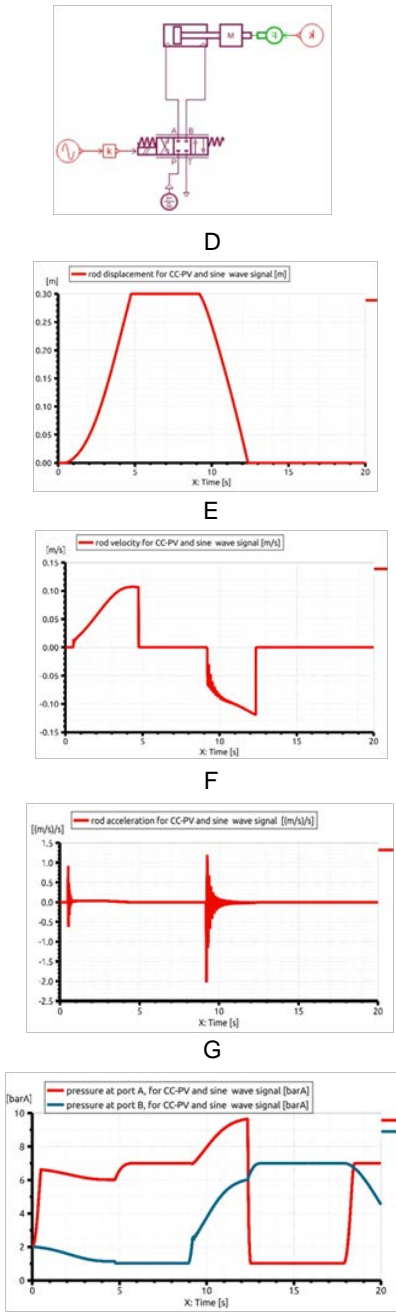 M
A B
k
P T
D
rod displacement for CC-PV and sine wave signal [m]
[m]
0.30
0.25
0.20
0.15
0.10
0.05
0.00
0 5 10 15 20
X: Time [s]
E
rod velocity for CC-PV and sine wave signal [m/s]
[m/s]
0.15
0.10
0.05
0.00
-0.05
-0.10
-0.15
0 5 10 15 20
X: Time [s]
F
rod acceleration for CC-PV and sine wave signal [(m/s)/s]
[(m/s)/s]
1.5
1.0
0.5
0.0
-0.5
-1.0
-1.5
-2.0
-2.5
0 5 10 15 20
X: Time [s]
G
pressure at port A, for CC-PV and sine wave signal [barA]
pressure at port B, for CC-PV and sine wave signal [barA]
[barA]
10
8
6
4
2
0
0 5 10 15 20
X: Time [s]